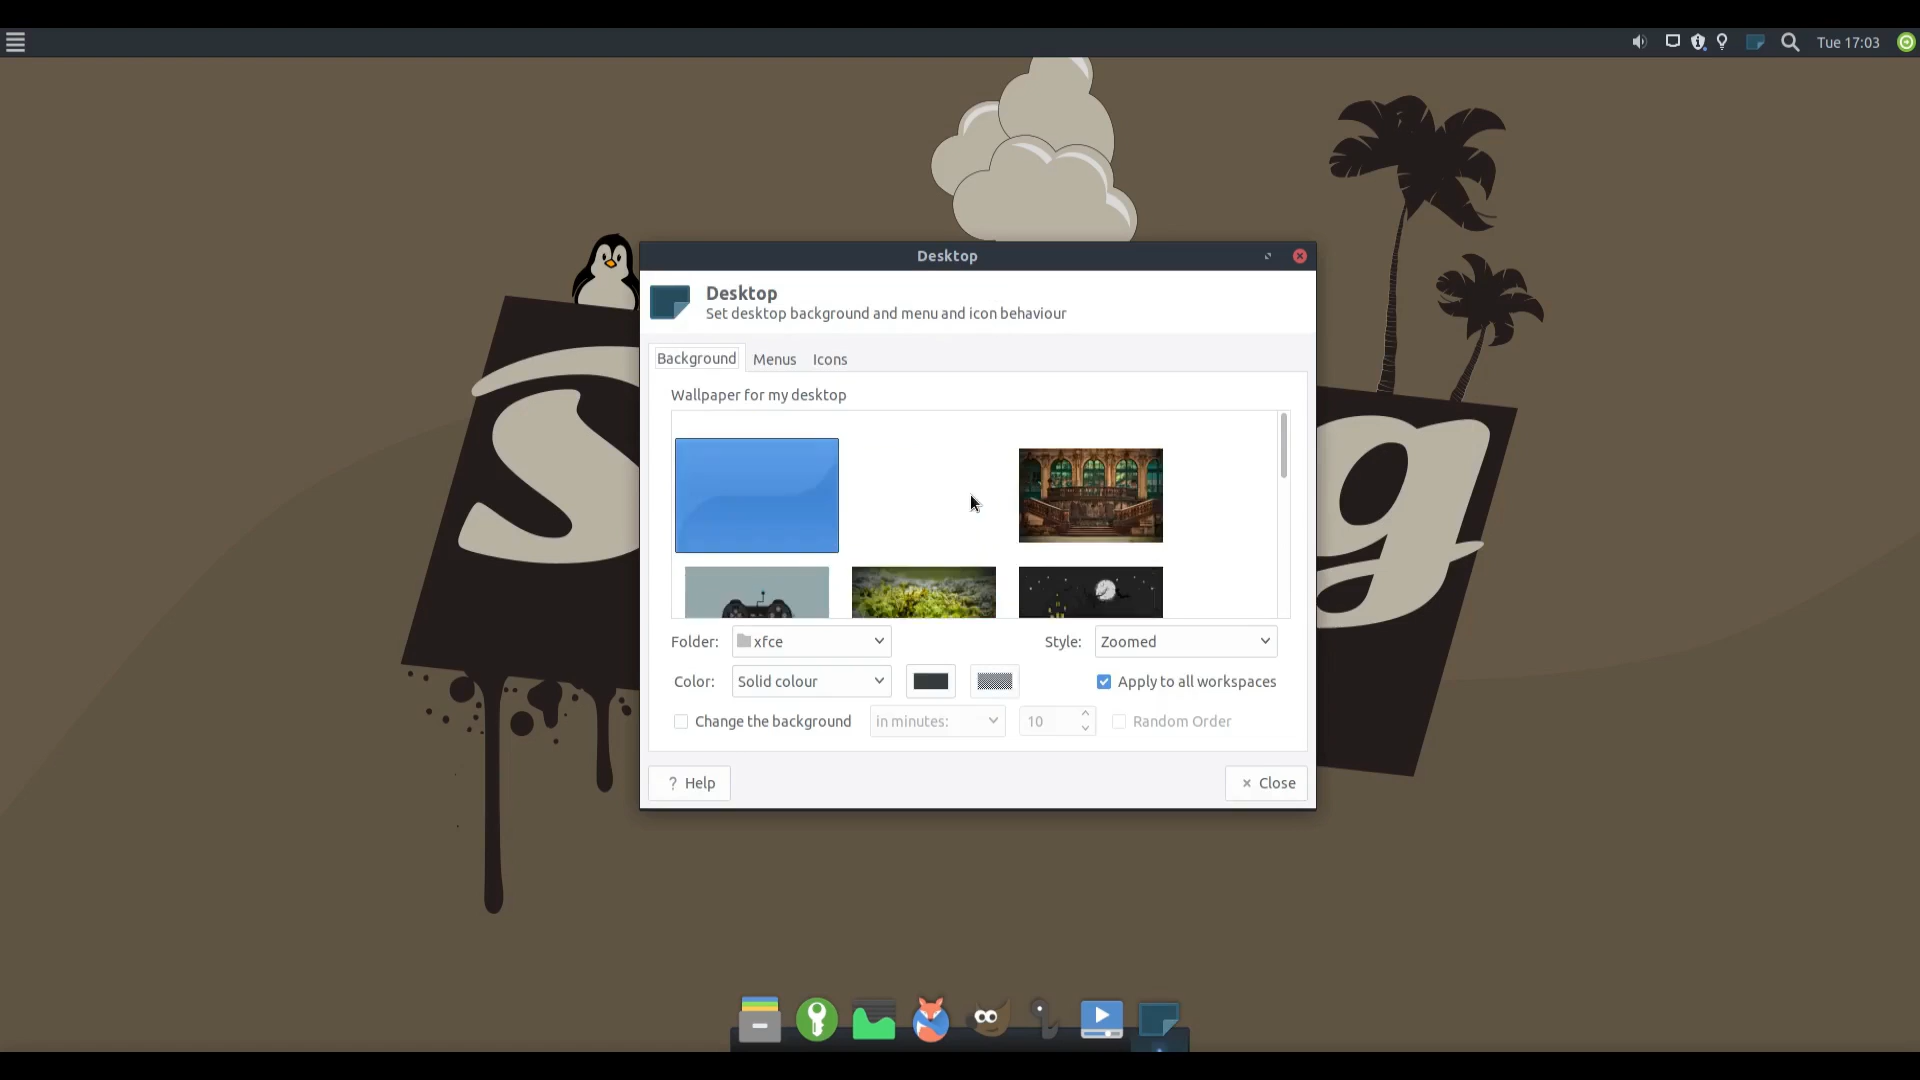 Tue 17:03
Desktop
Desktop
Set desktop background and menu and icon behaviour
Background Menus Icons
Wallpaper for my desktop
Folder: xfce Style: Zoomed
Color: Solid colour Apply to all workspaces
Change the background in minutes: 10 Random Order
? Help × Close
S g